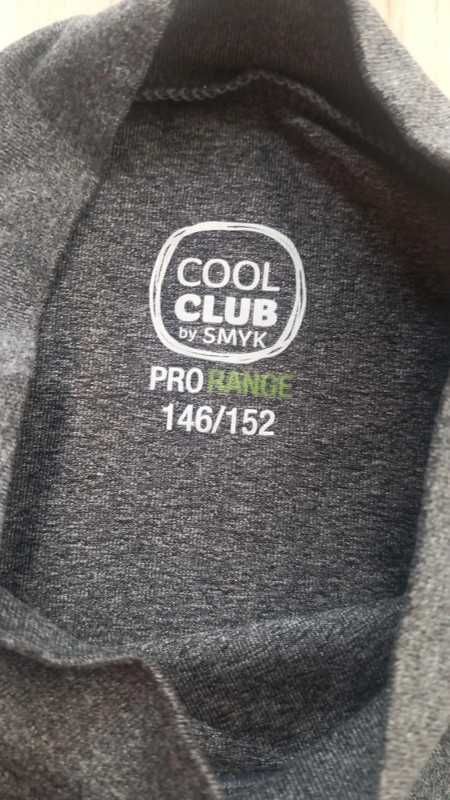 COOL
CLUB
by SMYK
PRO RANGE
146/152